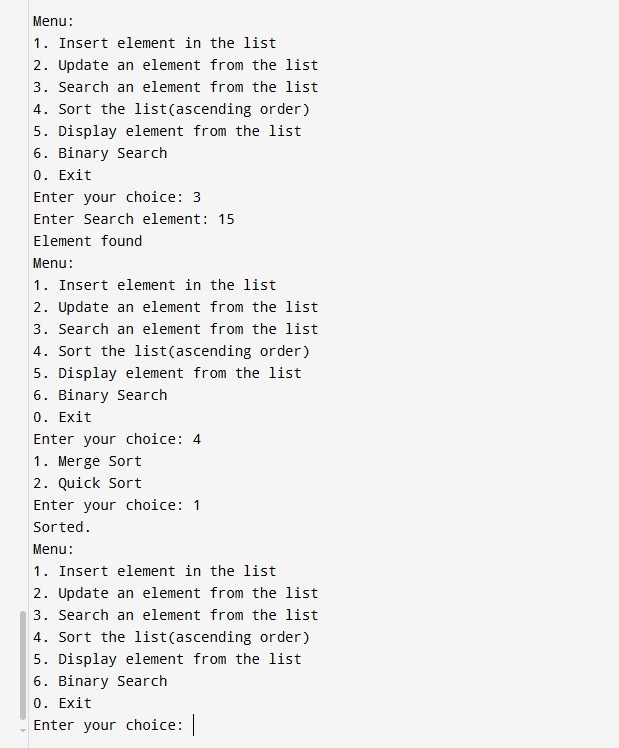 Menu:
1. Insert element in the list
2. Update an element from the list
3. Search an element from the list
4. Sort the list(ascending order)
5. Display element from the list
6. Binary Search
0. Exit
Enter your choice: 3
Enter Search element: 15
Element found
Menu:
1. Insert element in the list
2. Update an element from the list
3. Search an element from the list
4. Sort the list(ascending order)
5. Display element from the list
6. Binary Search
0. Exit
Enter your choice: 4
1. Merge Sort
2. Quick Sort
Enter your choice: 1
Sorted.
Menu:
1. Insert element in the list
2. Update an element from the list
3. Search an element from the list
4. Sort the list(ascending order)
5. Display element from the list
6. Binary Search
0. Exit
Enter your choice: